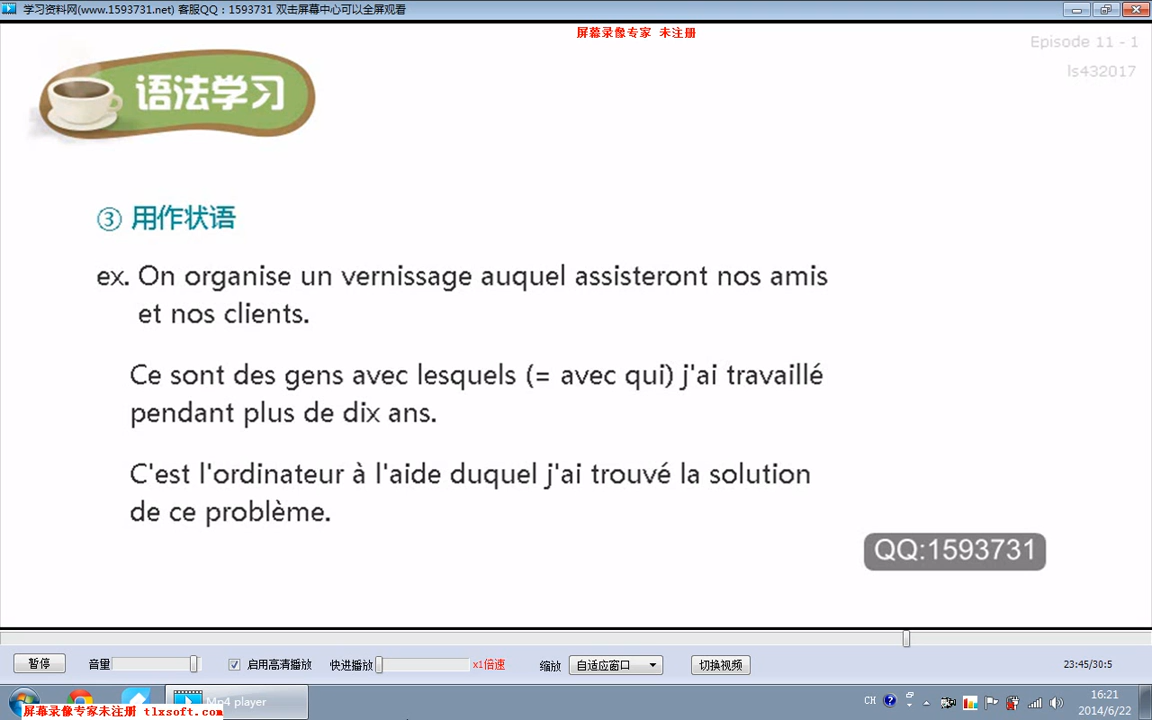 学习资料网(www.1593731.net) 客服QQ：1593731 双击屏幕中心可以全屏观看
屏幕录像专家 未注册
Episode 11 - 1
ls432017
语法学习
③ 用作状语
ex. On organise un vernissage auquel assisteront nos amis
et nos clients.
Ce sont des gens avec lesquels (= avec qui) j'ai travaillé
pendant plus de dix ans.
C'est l'ordinateur à l'aide duquel j'ai trouvé la solution
de ce problème.
QQ:1593731
暂停 音量 启用高清播放 快进播放 x1倍速 缩放 自适应窗口 切换视频 23:45/30:5
Mp4 player CH 16:21
屏幕录像专家未注册 tlxsoft.com 2014/6/22